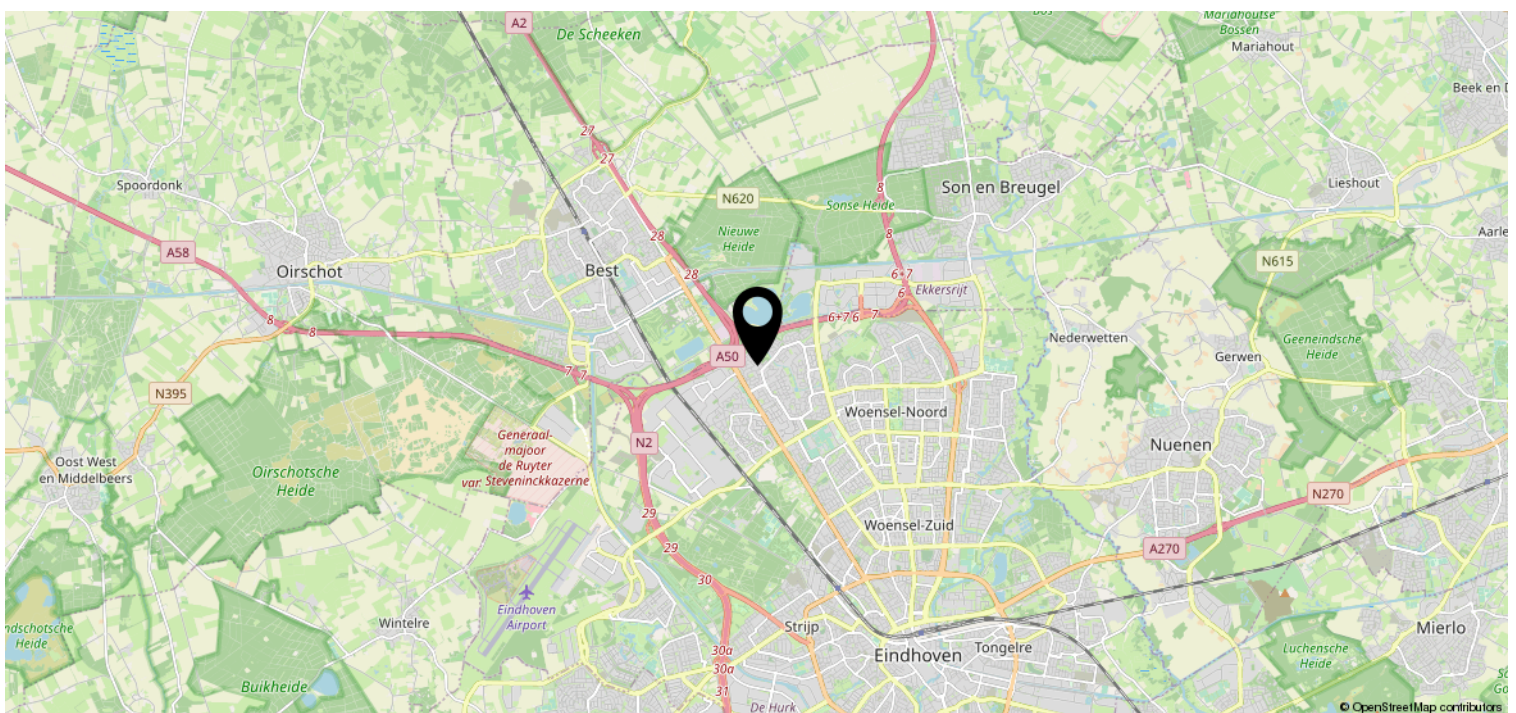 A2
De Scheeken
Mariahoutse
Bossen
Mariahout
27
27
Spoordonk
8
Son en Breugel
Lieshout
N620
Sonse Heide
A58
Nieuwe
Heide
28
8
N615
Oirschot
Best
28
6+7
6
Ekkersrijt
8
8
6+7
6
7
Nederwetten
Geeneindsche
Heide
A50
Gerwen
7
7
N395
Woensel-Noord
N2
Generaal-
majoor
de Ruyter
van Steveninckkazerne
Nuenen
Oost West
en Middelbeers
Oirschotsche
Heide
N270
29
Woensel-Zuid
29
A270
30
Eindhoven
Airport
Wintelre
Strijp
Mierlo
Heide
30a
Eindhoven
Tongelre
Luchensche
Heide
30a
Buikheide
31
De Hurk
© OpenStreetMap contributors